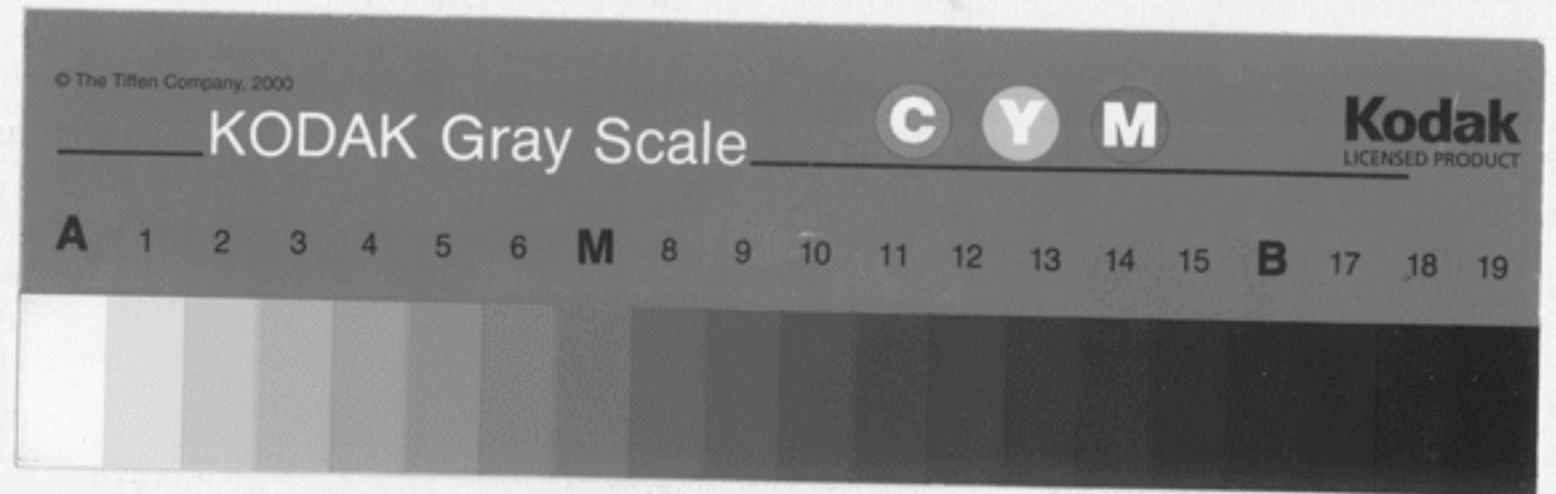 © The Tiffen Company, 2000
KODAK Gray Scale
C Y M
Kodak
LICENSED PRODUCT
A 1 2 3 4 5 6 M 8 9 10 11 12 13 14 15 B 17 18 19